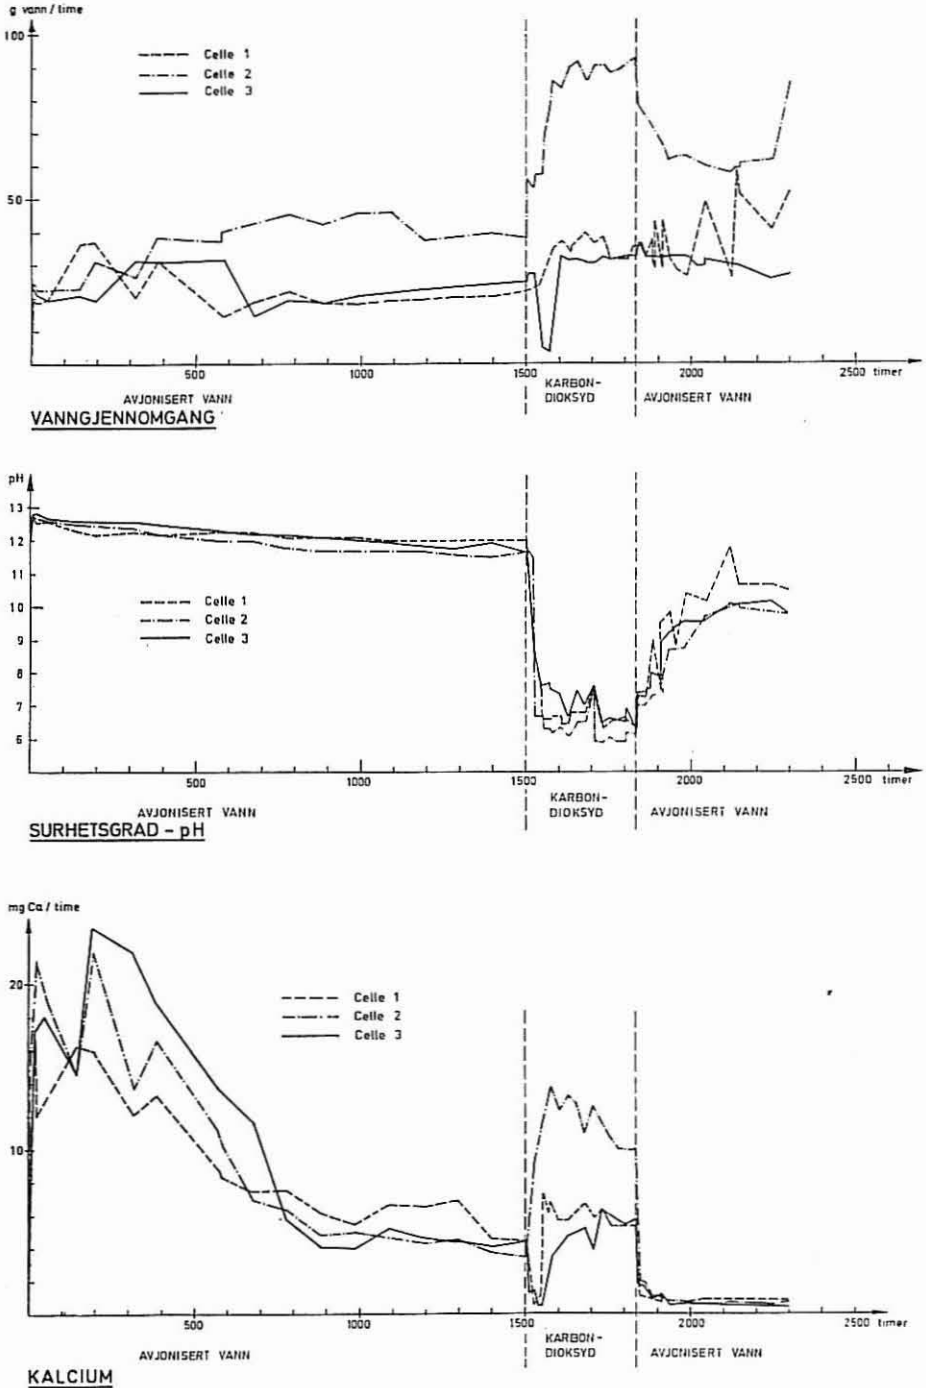 g vann / time
100
Celle 1
Celle 2
Celle 3
50
500 1000 1500 2000 2500 timer
AVJONISERT VANN
KARBON-
DIOKSYD
AVJONISERT VANN
VANNGJENNOMGANG
pH
13
12
11
10
9
8
7
6
Celle 1
Celle 2
Celle 3
500 1000 1500 2000 2500 timer
AVJONISERT VANN
KARBON-
DIOKSYD
AVJONISERT VANN
SURHETSGRAD - pH
mg Ca / time
20
Celle 1
Celle 2
Celle 3
10
500 1000 1500 2000 2500 timer
AVJONISERT VANN
KARBON-
DIOKSYD
AVJONISERT VANN
KALCIUM